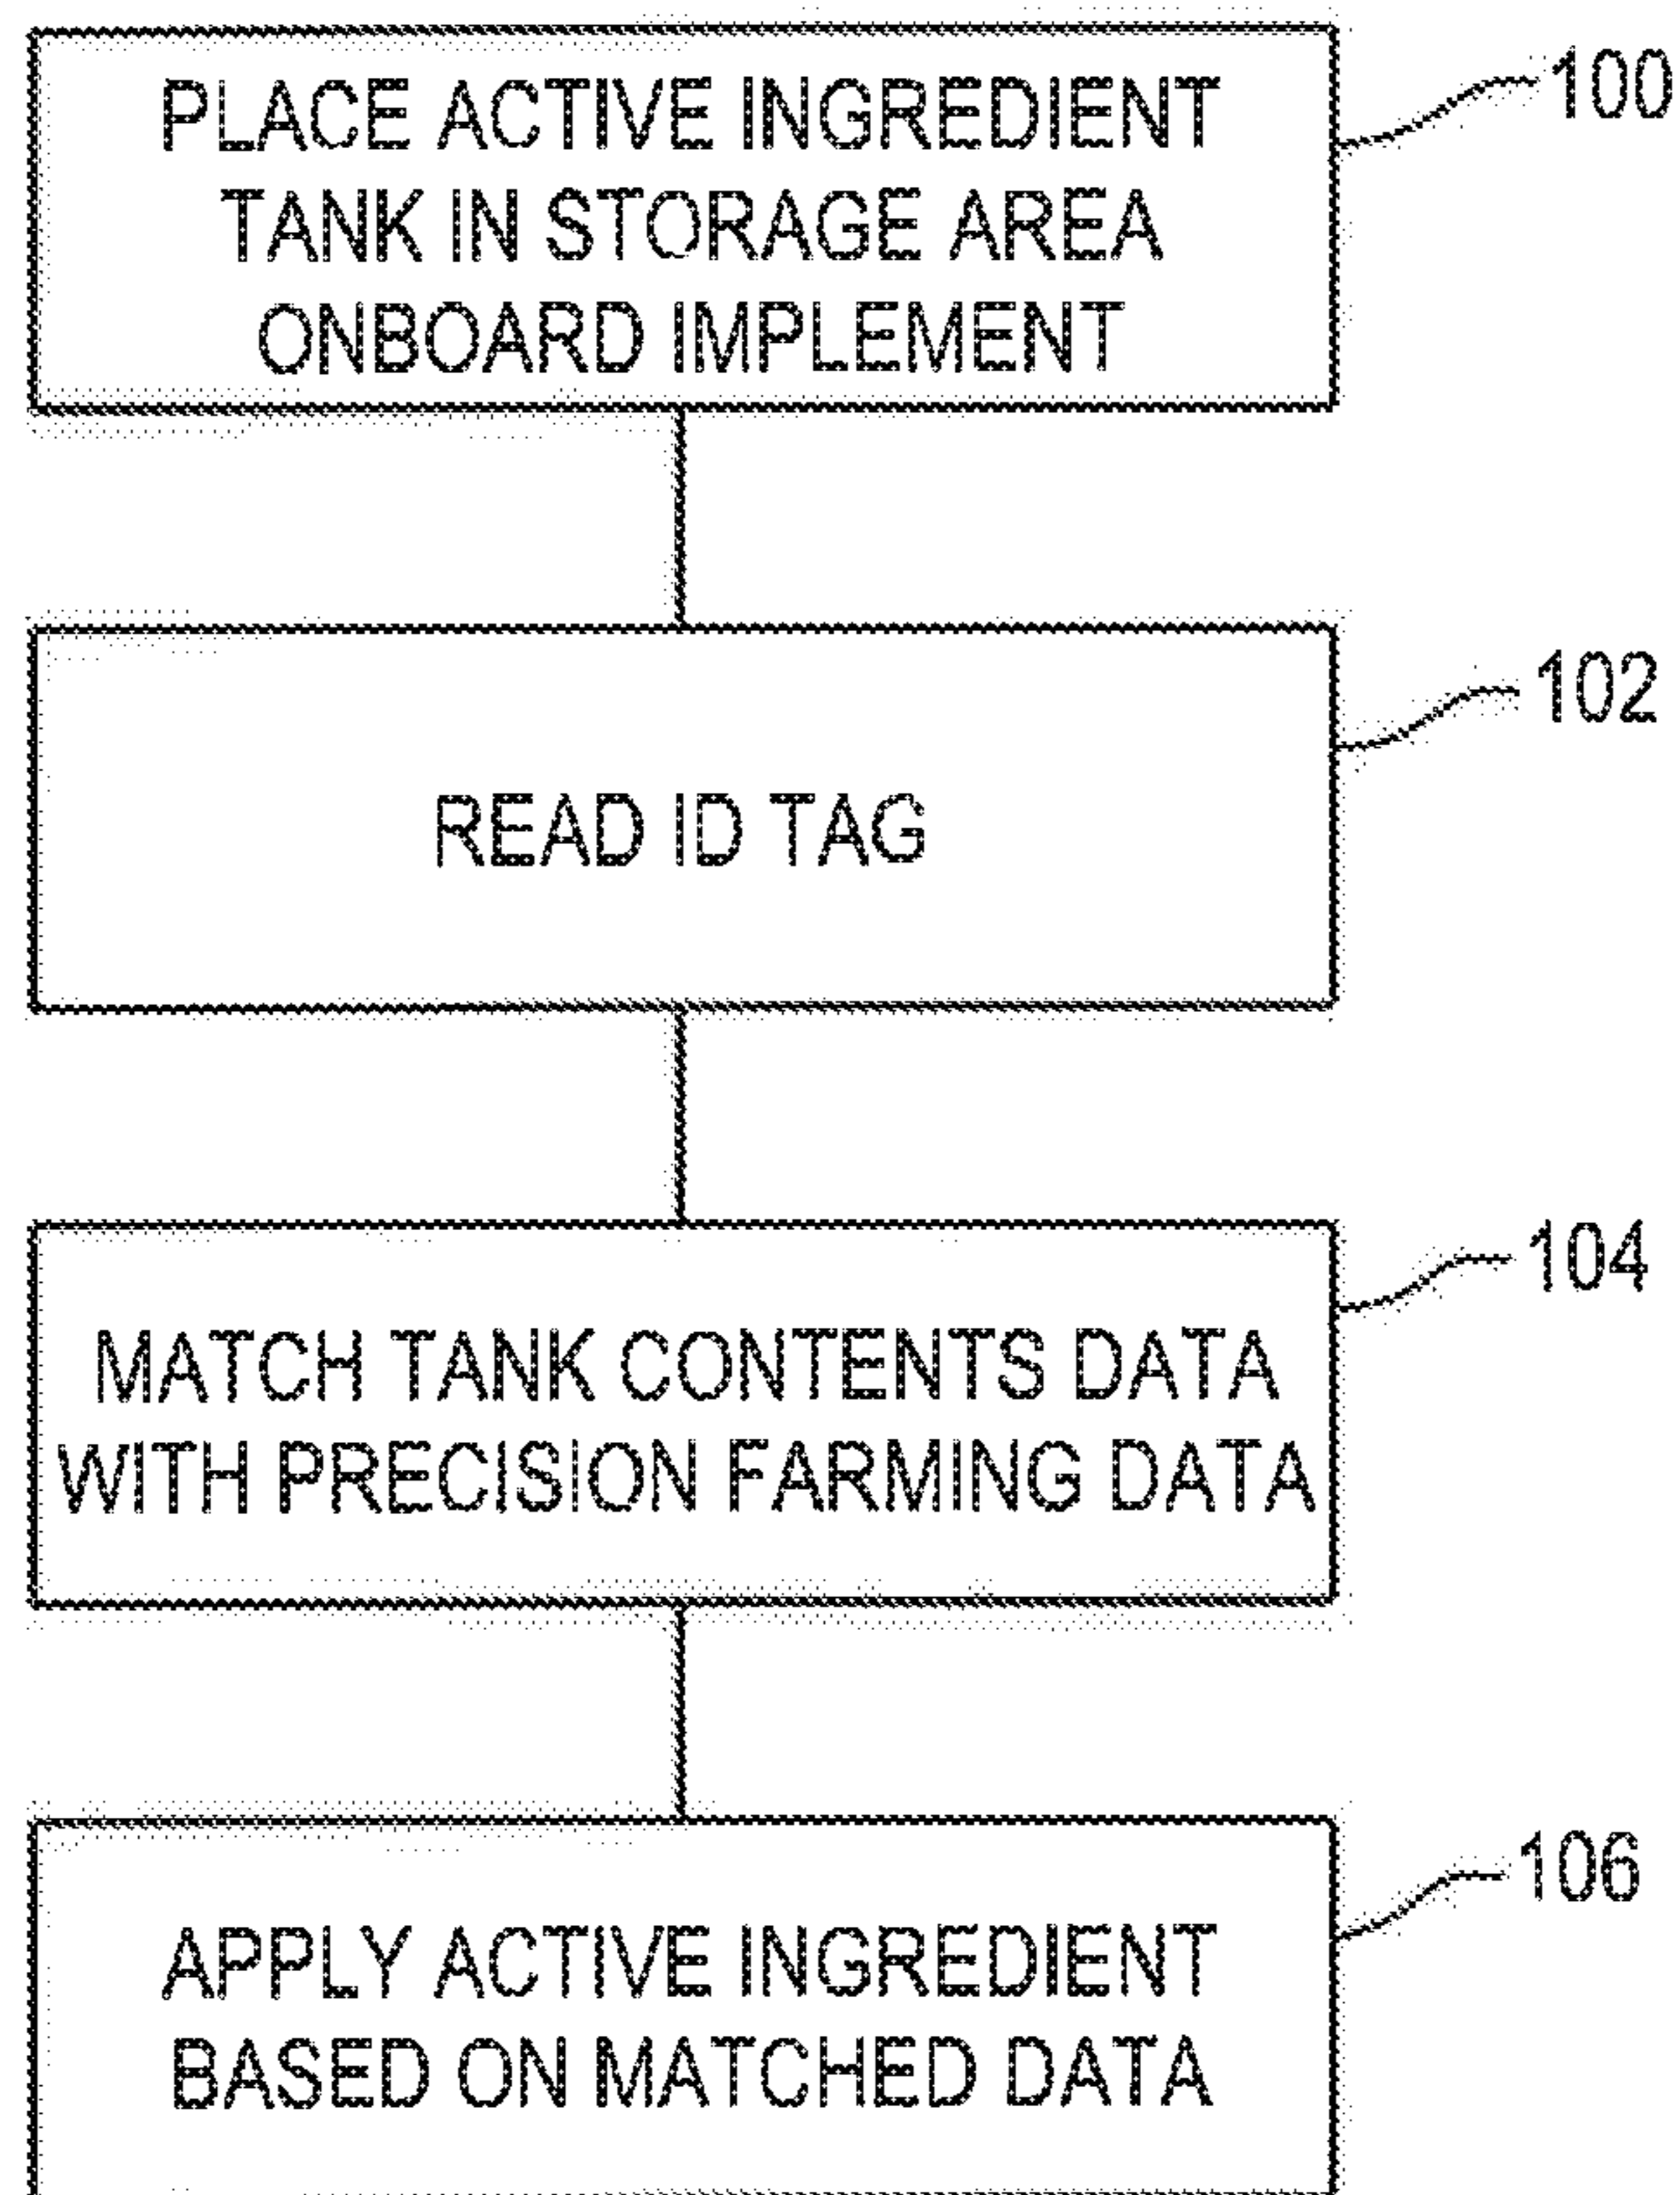 PLACE ACTIVE INGREDIENT
TANK IN STORAGE AREA
ONBOARD IMPLEMENT
100
READ ID TAG
102
MATCH TANK CONTENTS DATA
WITH PRECISION FARMING DATA
104
APPLY ACTIVE INGREDIENT
BASED ON MATCHED DATA
106